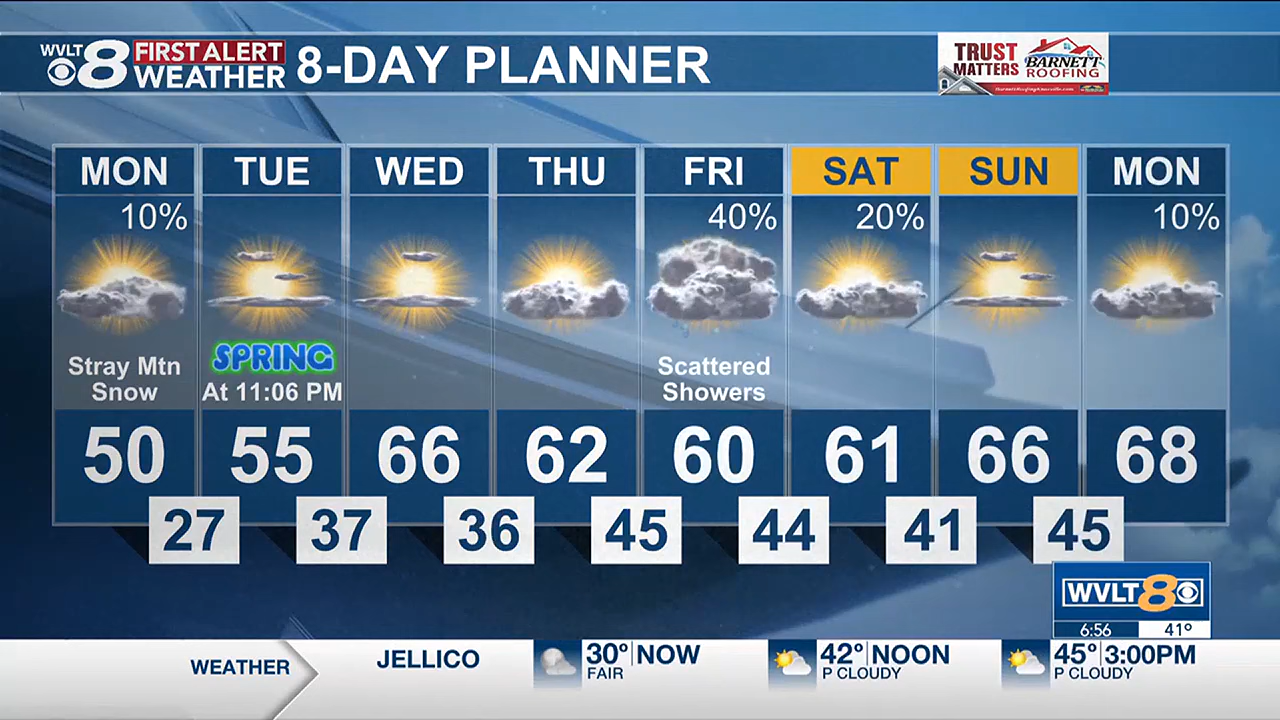 WVLT 8 FIRST ALERT WEATHER 8-DAY PLANNER
TRUST MATTERS BARNETT ROOFING
MON TUE WED THU FRI SAT SUN MON
10% 40% 20% 10%
Stray Mtn Snow
SPRING
At 11:06 PM
Scattered Showers
50 55 66 62 60 61 66 68
27 37 36 45 44 41 45
WVLT 8
6:56 41°
WEATHER JELLICO 30° NOW FAIR 42° NOON P CLOUDY 45° 3:00PM P CLOUDY